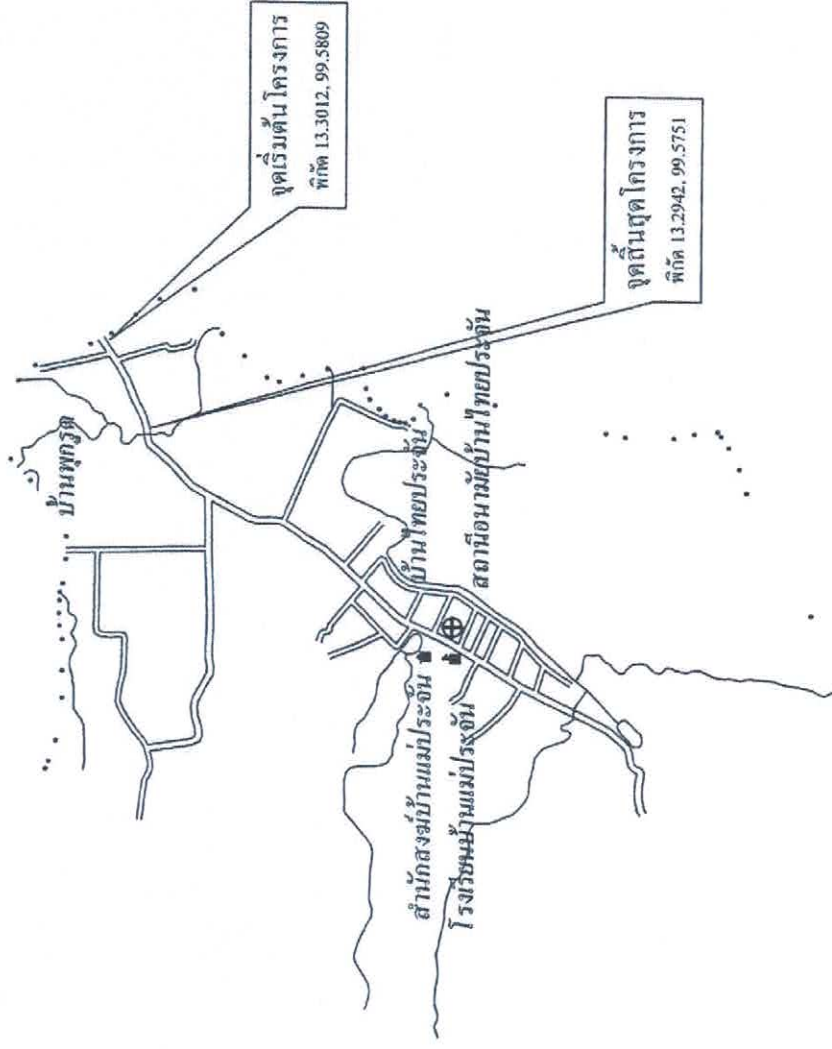 จุดเริ่มต้นโครงการ
พิกัด 13.3012, 99.5809
จุดสิ้นสุดโครงการ
พิกัด 13.2942, 99.5751
บ้านพุกรูด
บ้านไทยประจัน
สถานีอนามัยบ้านไทยประจัน
สำนักสงฆ์บ้านแม่ประจัน
โรงเรียนบ้านแม่ประจัน